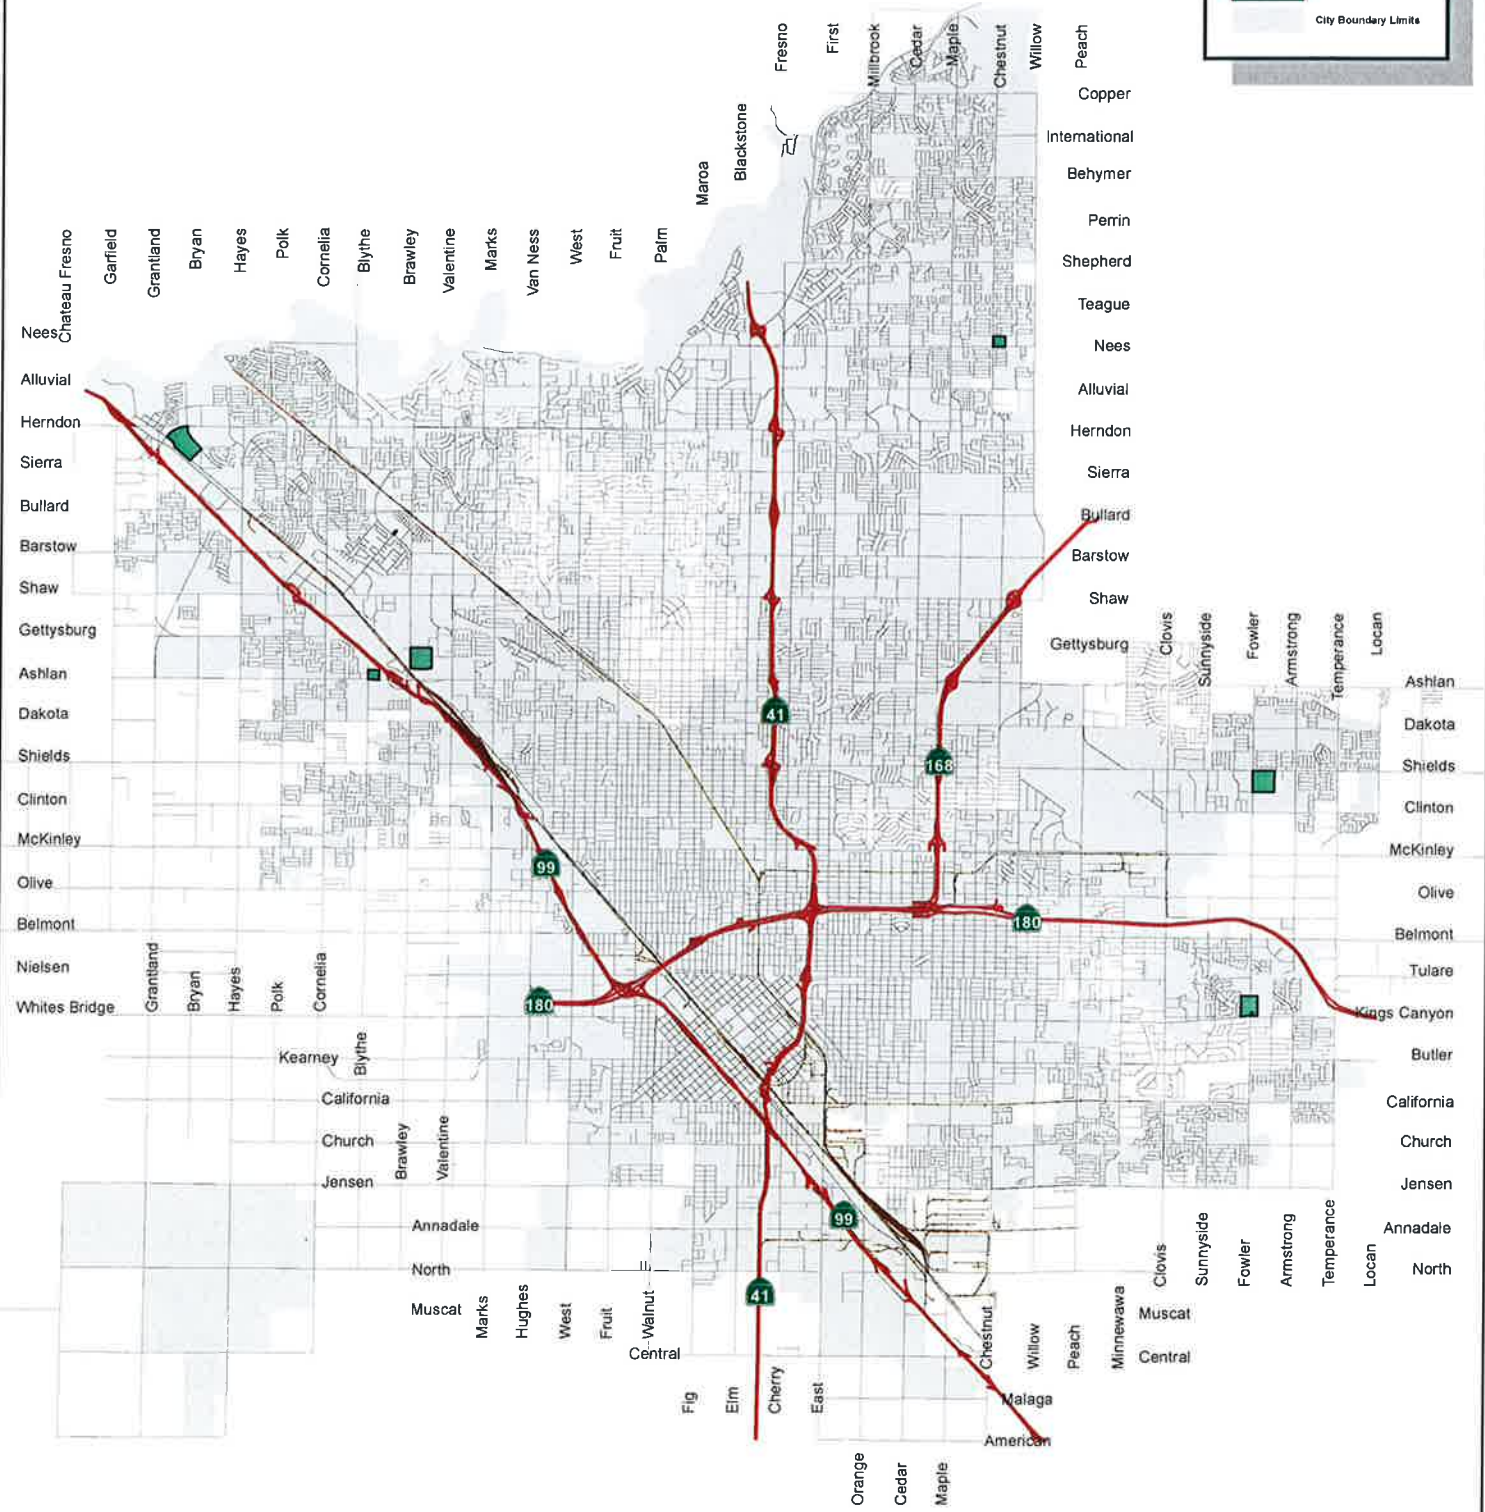 City Boundary Limits
Fresno
First
Millbrook
Cedar
Maple
Chestnut
Willow
Peach
Copper
International
Behymer
Perrin
Shepherd
Teague
Nees
Alluvial
Herndon
Sierra
Bullard
Barstow
Shaw
Gettysburg
Blackstone
Maroa
Chateau Fresno
Garfield
Grantland
Bryan
Hayes
Polk
Cornelia
Blythe
Brawley
Valentine
Marks
Van Ness
West
Fruit
Palm
Nees
Alluvial
Herndon
Sierra
Bullard
Barstow
Shaw
Gettysburg
Ashlan
Dakota
Shields
Clinton
McKinley
Olive
Belmont
Nielsen
Whites Bridge
Clovis
Sunnyside
Fowler
Armstrong
Temperance
Locan
Ashlan
Dakota
Shields
Clinton
McKinley
Olive
Belmont
Tulare
Kings Canyon
Butler
California
Church
Jensen
Annadale
North
41
168
99
180
180
99
41
Grantland
Bryan
Hayes
Polk
Cornelia
Kearney
Blythe
California
Church
Brawley
Valentine
Jensen
Annadale
North
Muscat
Marks
Hughes
West
Fruit
Walnut
Central
Fig
Elm
Cherry
East
Orange
Cedar
Maple
Chestnut
Willow
Peach
Minnewawa
Clovis
Sunnyside
Fowler
Armstrong
Temperance
Locan
Muscat
Central
Malaga
American